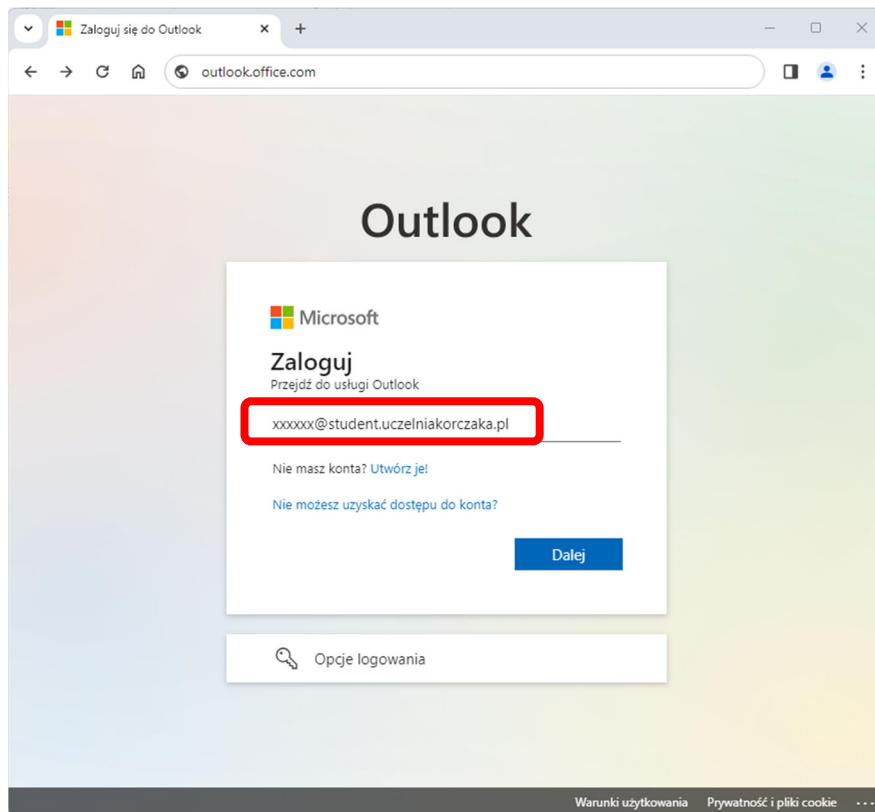 Zaloguj się do Outlook
outlook.office.com
Outlook
Microsoft
Zaloguj
Przejdź do usługi Outlook
xxxxxx@student.uczelniakorczaka.pl
Nie masz konta? Utwórz je!
Nie możesz uzyskać dostępu do konta?
Dalej
Opcje logowania
Warunki użytkowania Prywatność i pliki cookie ...